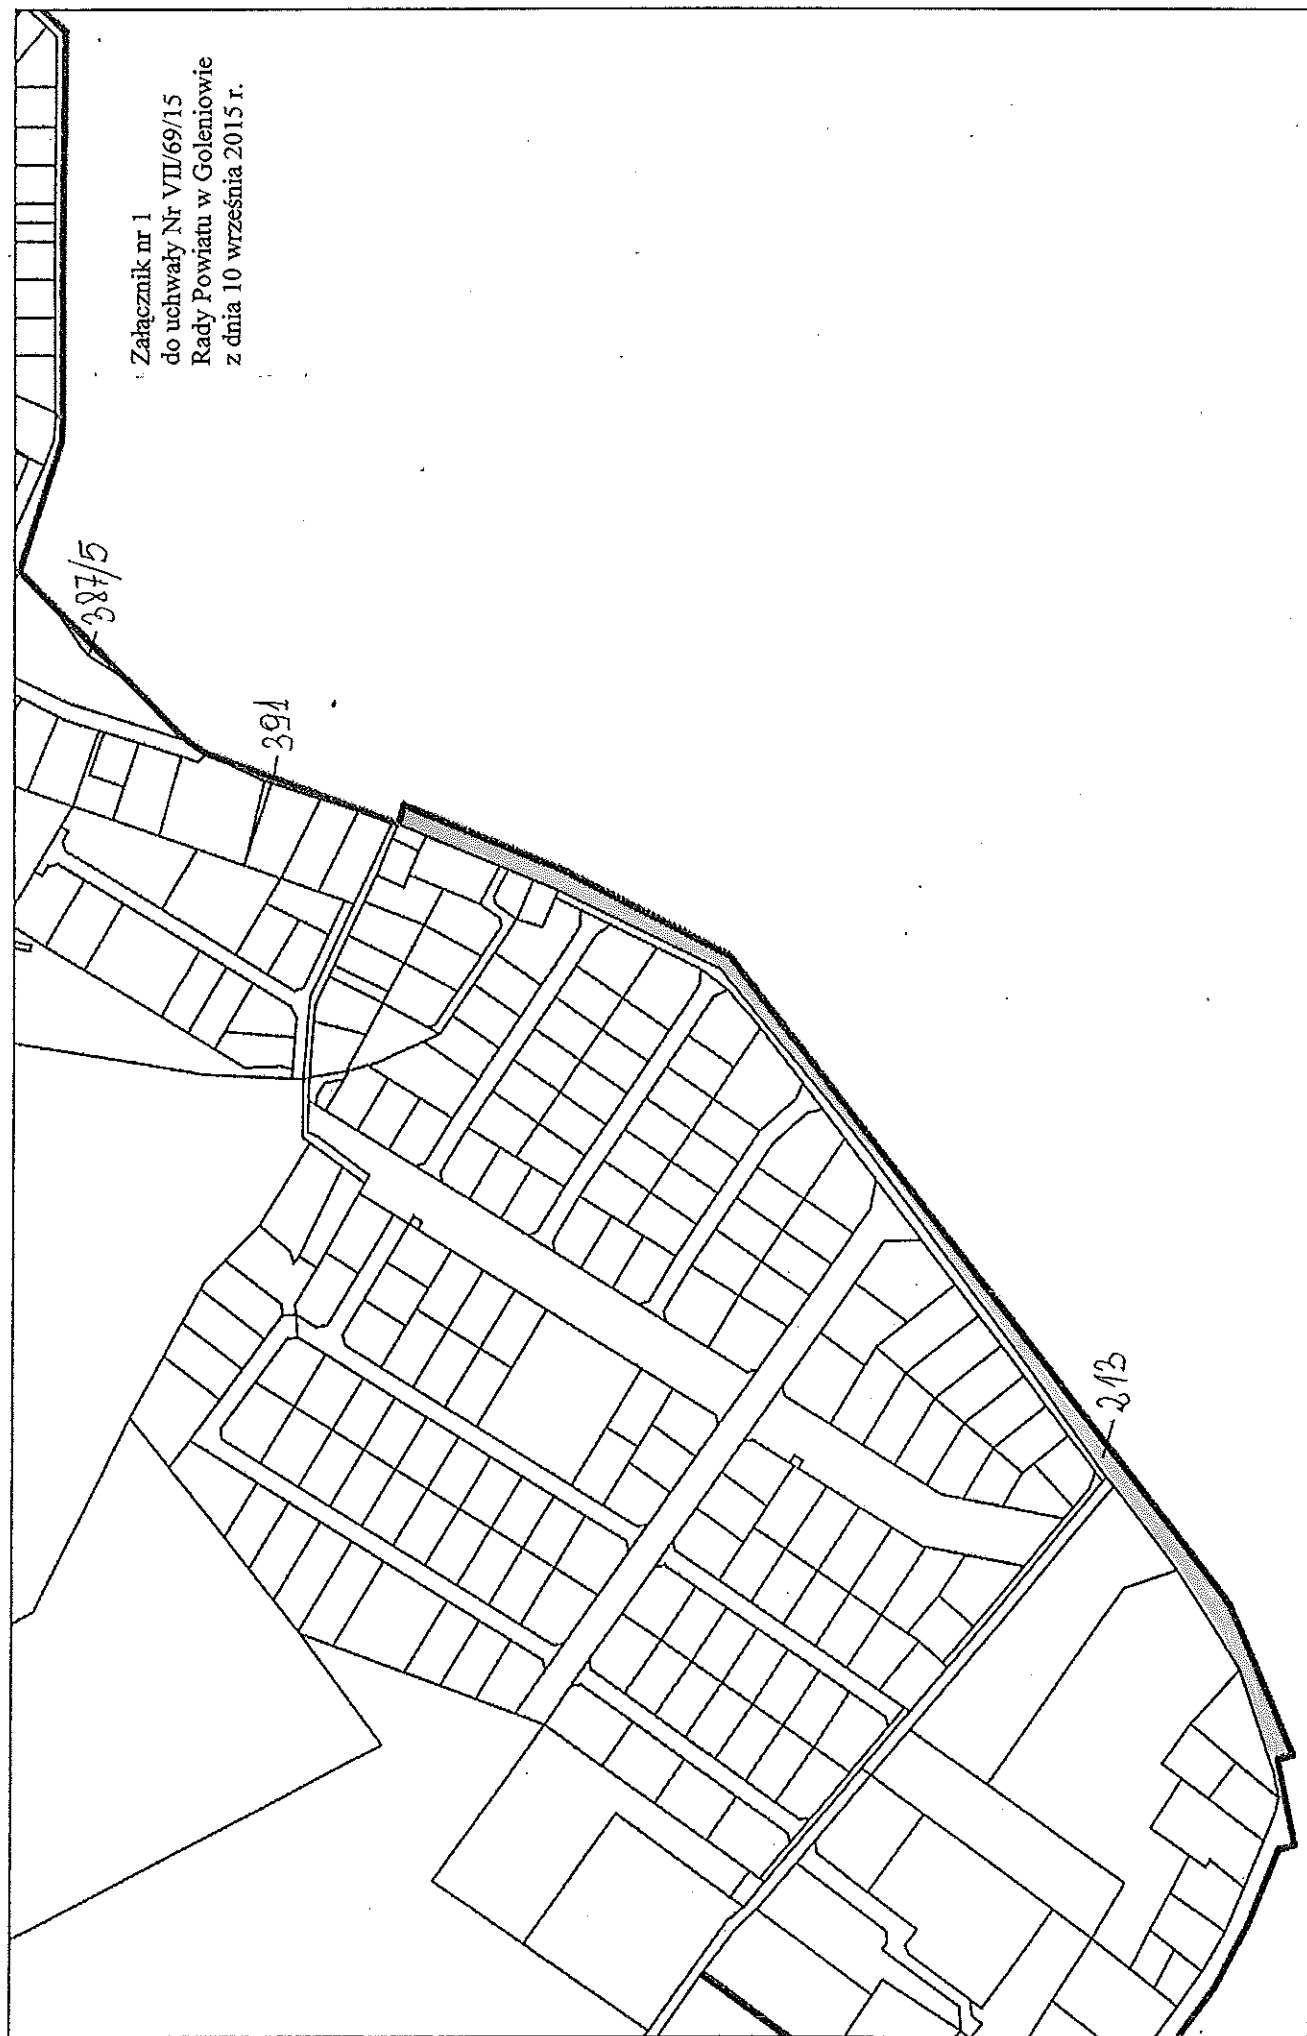 Załącznik nr 1
do uchwały Nr VII/69/15
Rady Powiatu w Goleniowie
z dnia 10 września 2015 r.
387/5
391
213